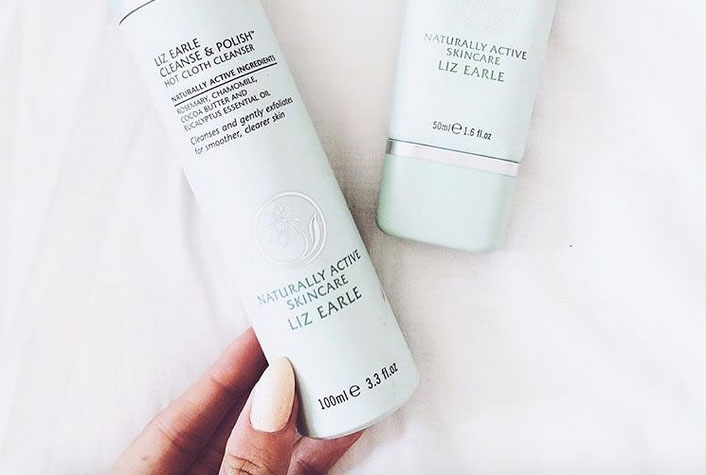 LIZ EARLE
CLEANSE & POLISH™
HOT CLOTH CLEANSER
NATURALLY ACTIVE INGREDIENTS
ROSEMARY, CHAMOMILE,
COCOA BUTTER AND
EUCALYPTUS ESSENTIAL OIL
Cleanses and gently exfoliates
for smoother, clearer skin
NATURALLY ACTIVE
SKINCARE
LIZ EARLE
100ml e 3.3 fl.oz
NATURALLY ACTIVE
SKINCARE
LIZ EARLE
50ml e 1.6 fl.oz